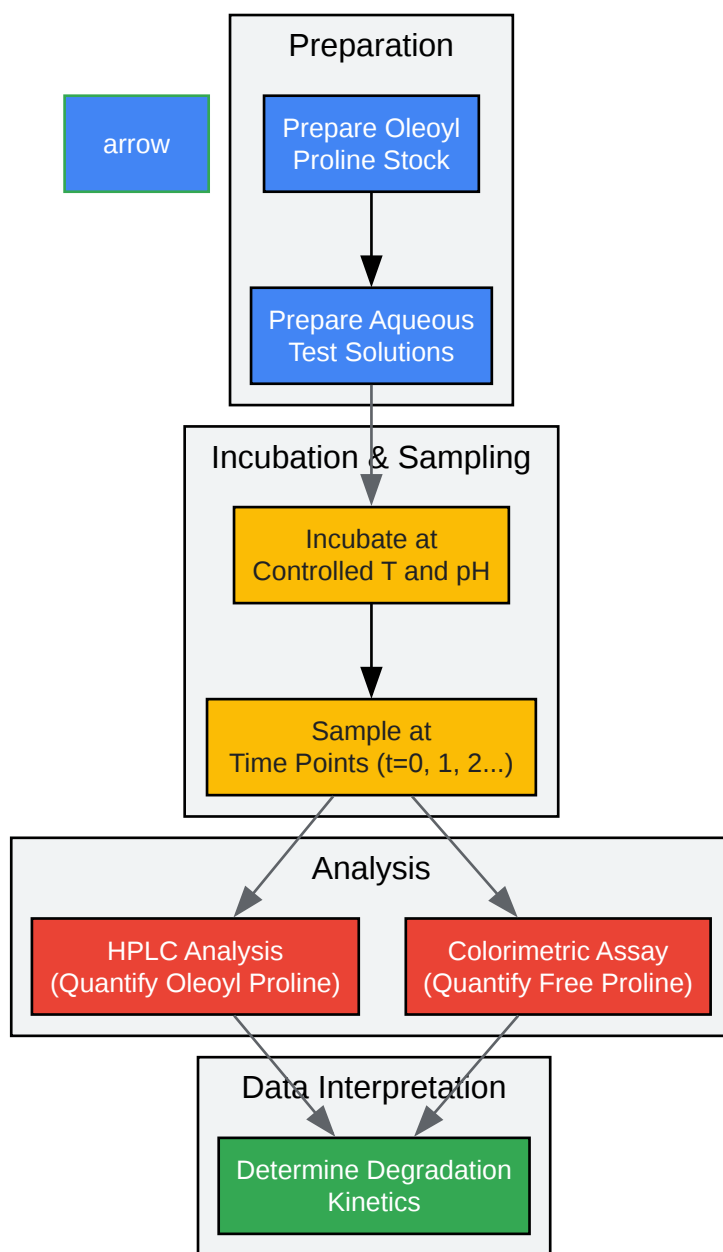 Preparation
arrow
Prepare Oleoyl
Proline Stock
Prepare Aqueous
Test Solutions
Incubation & Sampling
Incubate at
Controlled T and pH
Sample at
Time Points (t=0, 1, 2...)
Analysis
HPLC Analysis
(Quantify Oleoyl Proline)
Colorimetric Assay
(Quantify Free Proline)
Data Interpretation
Determine Degradation
Kinetics